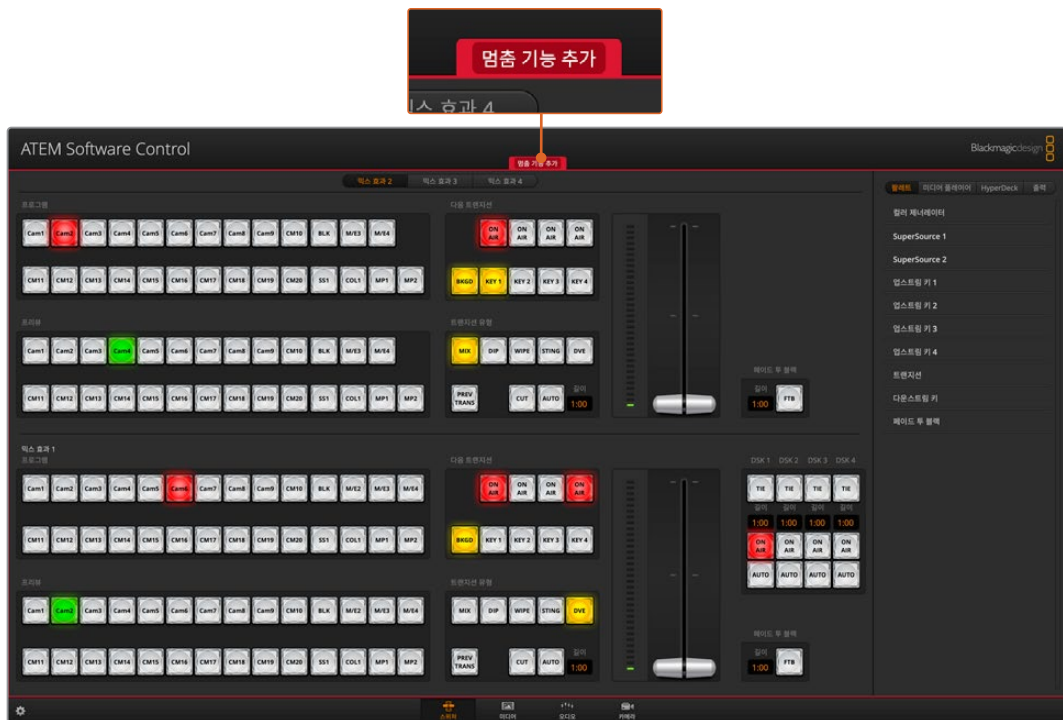 멈춤 기능 추가
믹스 효과 4
ATEM Software Control
멈춤 기능 추가
Blackmagicdesign
믹스 효과 2 믹스 효과 3 믹스 효과 4
팔레트 미디어 플레이어 HyperDeck 출력
프로그램
다음 트랜지션
Cam1 Cam2 Cam3 Cam4 Cam5 Cam6 Cam7 Cam8 Cam9 CM10 BLK M/E3 M/E4
ON AIR ON AIR ON AIR ON AIR
CM11 CM12 CM13 CM14 CM15 CM16 CM17 CM18 CM19 CM20 SS1 COL1 MP1 MP2
BKGD KEY 1 KEY 2 KEY 3 KEY 4
프리뷰
트랜지션 유형
Cam1 Cam2 Cam3 Cam4 Cam5 Cam6 Cam7 Cam8 Cam9 CM10 BLK M/E3 M/E4
MIX DIP WIPE STING DVE
CM11 CM12 CM13 CM14 CM15 CM16 CM17 CM18 CM19 CM20 SS1 COL1 MP1 MP2
PREV TRANS CUT AUTO
길이
1:00
페이드 투 블랙
길이
1:00 FTB
컬러 제너레이터
SuperSource 1
SuperSource 2
업스트림 키 1
업스트림 키 2
업스트림 키 3
업스트림 키 4
트랜지션
다운스트림 키
페이드 투 블랙
믹스 효과 1
프로그램
다음 트랜지션
Cam1 Cam2 Cam3 Cam4 Cam5 Cam6 Cam7 Cam8 Cam9 CM10 BLK M/E2 M/E3 M/E4
ON AIR ON AIR ON AIR ON AIR
CM11 CM12 CM13 CM14 CM15 CM16 CM17 CM18 CM19 CM20 SS1 COL1 MP1 MP2
BKGD KEY 1 KEY 2 KEY 3 KEY 4
프리뷰
트랜지션 유형
Cam1 Cam2 Cam3 Cam4 Cam5 Cam6 Cam7 Cam8 Cam9 CM10 BLK M/E2 M/E3 M/E4
MIX DIP WIPE STING DVE
CM11 CM12 CM13 CM14 CM15 CM16 CM17 CM18 CM19 CM20 SS1 COL1 MP1 MP2
PREV TRANS CUT AUTO
길이
1:00
DSK 1 DSK 2 DSK 3 DSK 4
TIE TIE TIE TIE
길이 길이 길이 길이
1:00 1:00 1:00 1:00
ON AIR ON AIR ON AIR ON AIR
AUTO AUTO AUTO AUTO
페이드 투 블랙
길이
1:00 FTB
스위처 미디어 오디오 카메라